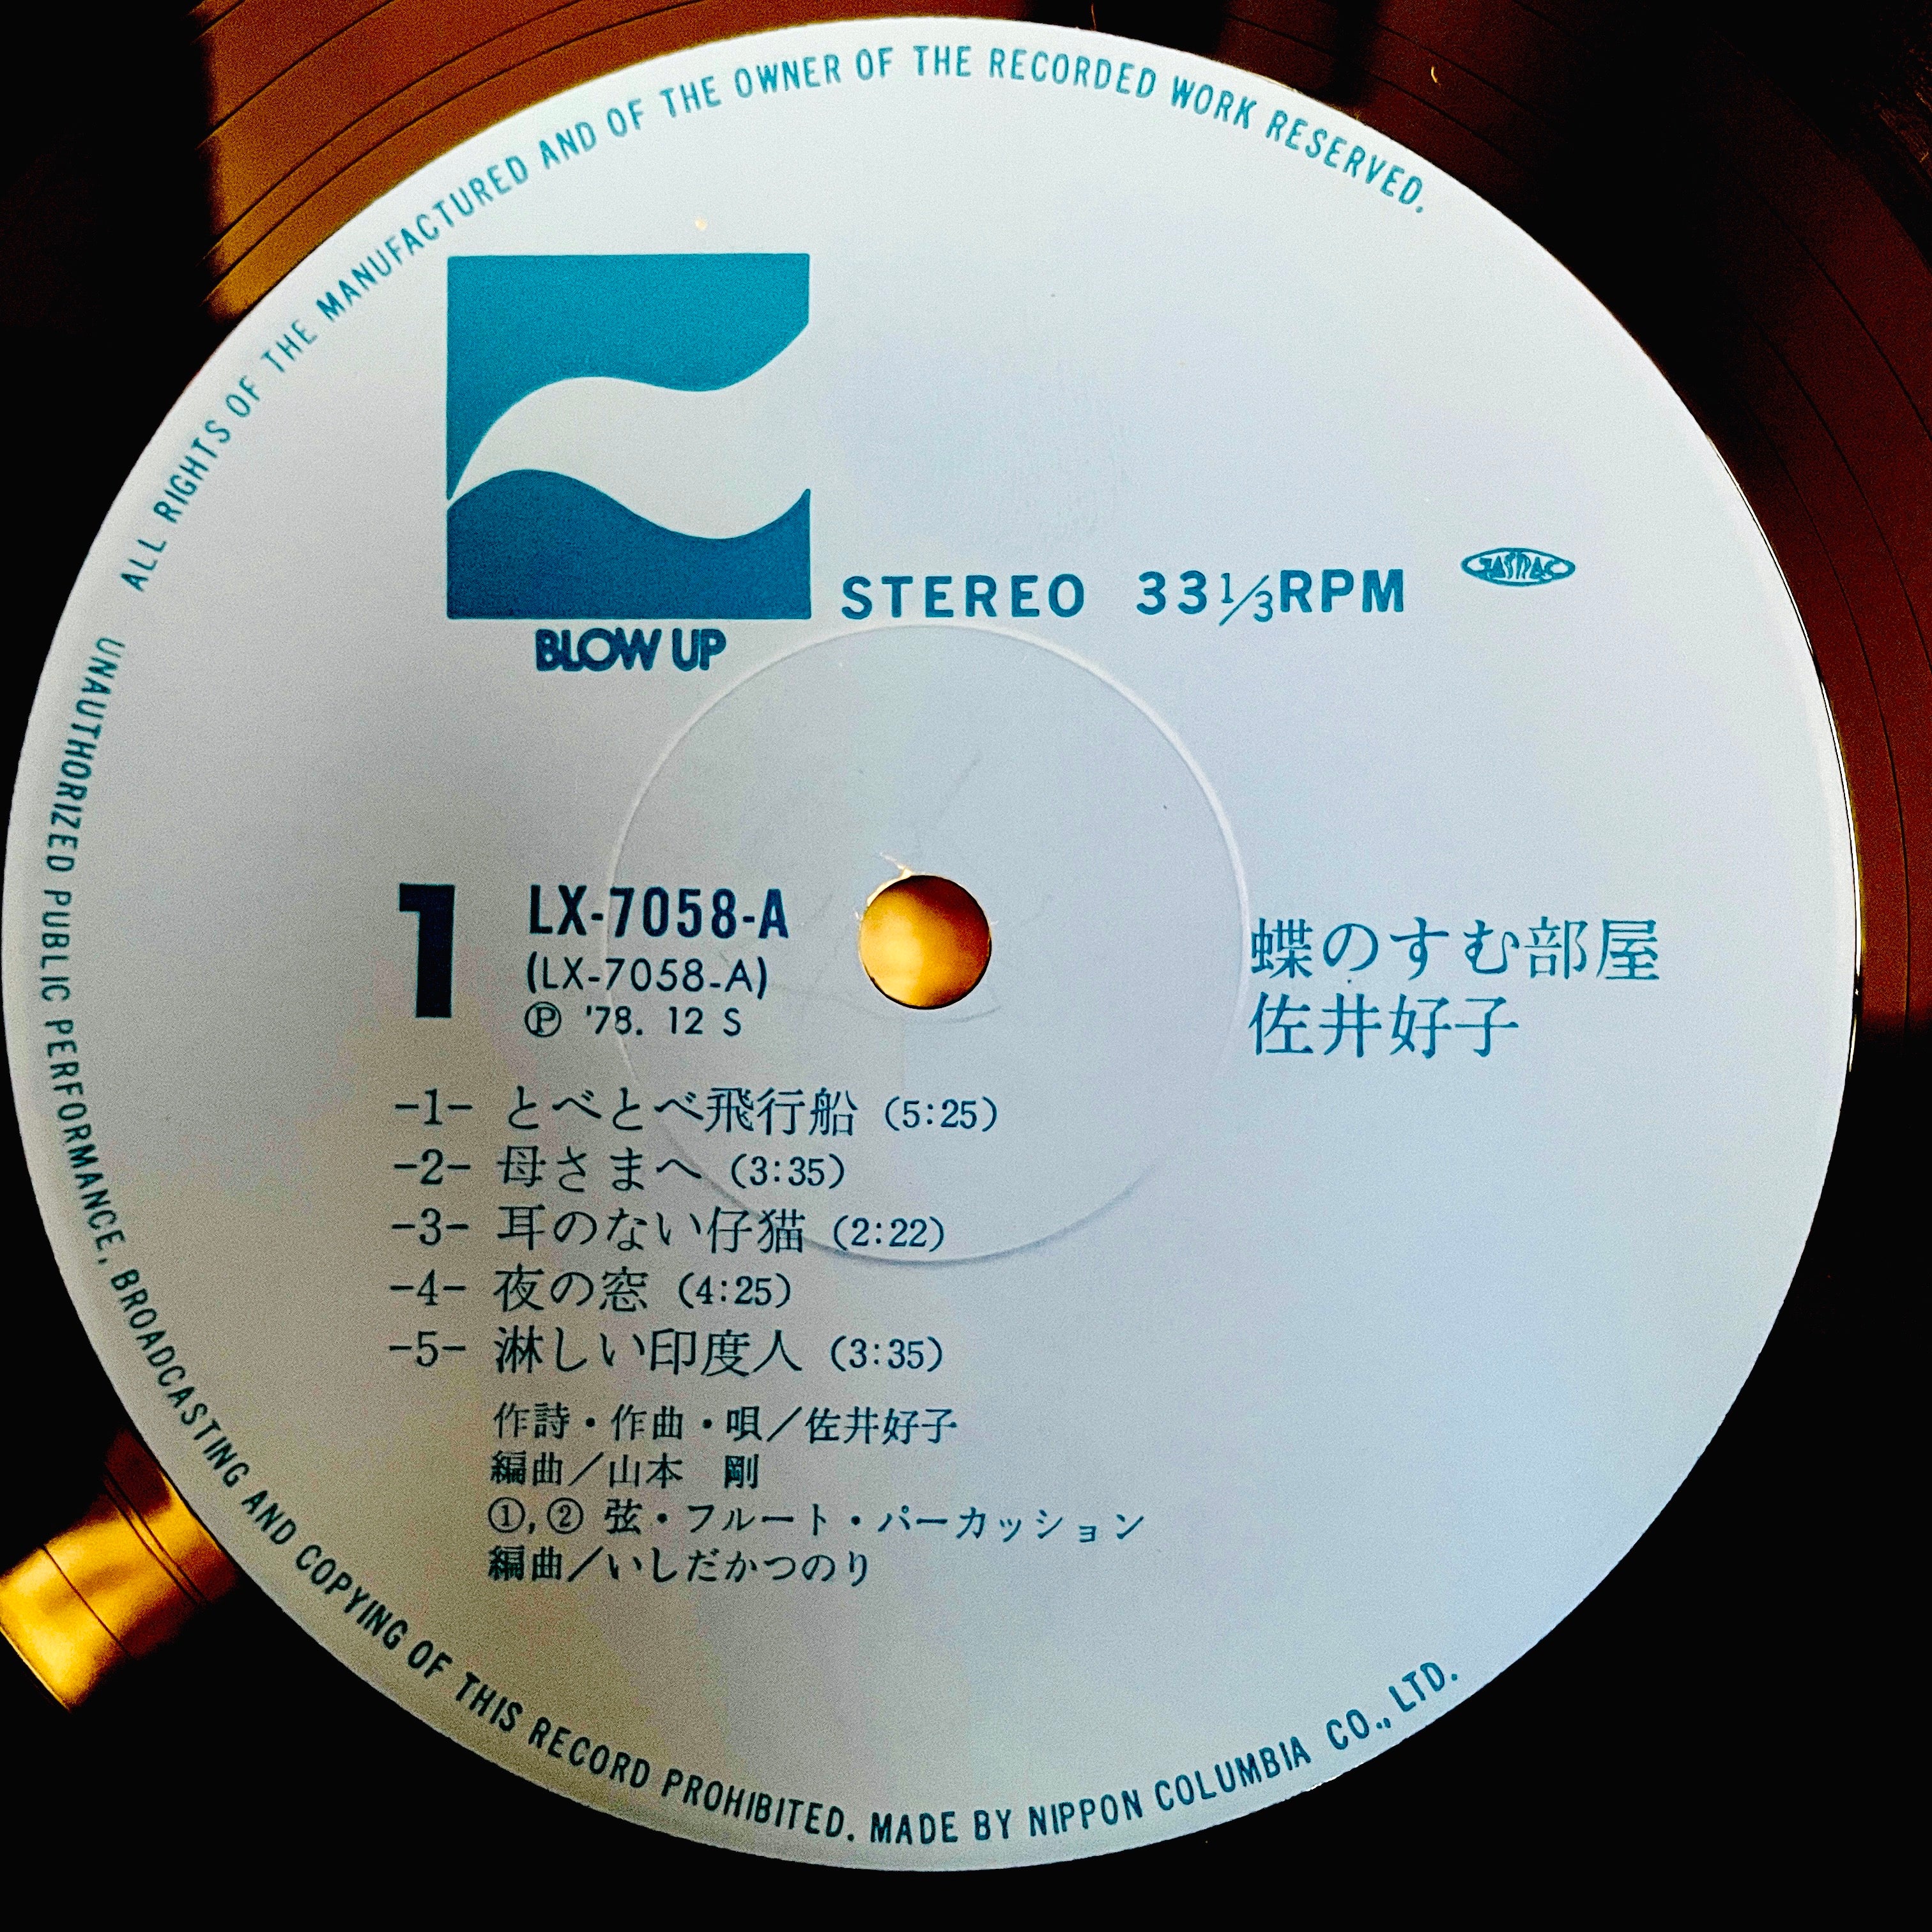 ALL RIGHTS OF THE MANUFACTURED AND OF THE OWNER OF THE RECORDED WORK RESERVED.
BLOW UP
STEREO 33⅓RPM
JASRAC
1
LX-7058-A
(LX-7058-A)
Ⓟ '78. 12 S
蝶のすむ部屋
佐井好子
-1- とべとべ飛行船 (5:25)
-2- 母さまへ (3:35)
-3- 耳のない仔猫 (2:22)
-4- 夜の窓 (4:25)
-5- 淋しい印度人 (3:35)
作詩・作曲・唄／佐井好子
編曲／山本 剛
①,② 弦・フルート・パーカッション
編曲／いしだかつのり
UNAUTHORIZED PUBLIC PERFORMANCE, BROADCASTING AND COPYING OF THIS RECORD PROHIBITED. MADE BY NIPPON COLUMBIA CO., LTD.